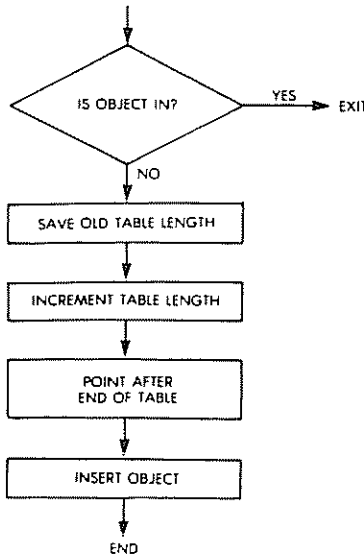 IS OBJECT IN?
YES
EXIT
NO
SAVE OLD TABLE LENGTH
INCREMENT TABLE LENGTH
POINT AFTER
END OF TABLE
INSERT OBJECT
END